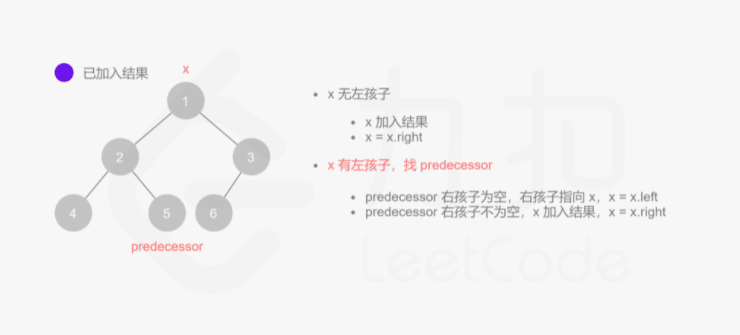 已加入结果
x
1
2
3
4
5
6
predecessor
x 无左孩子
x 加入结果
x = x.right
x 有左孩子，找 predecessor
predecessor 右孩子为空，右孩子指向 x，x = x.left
predecessor 右孩子不为空，x 加入结果，x = x.right
力扣
LeetCode